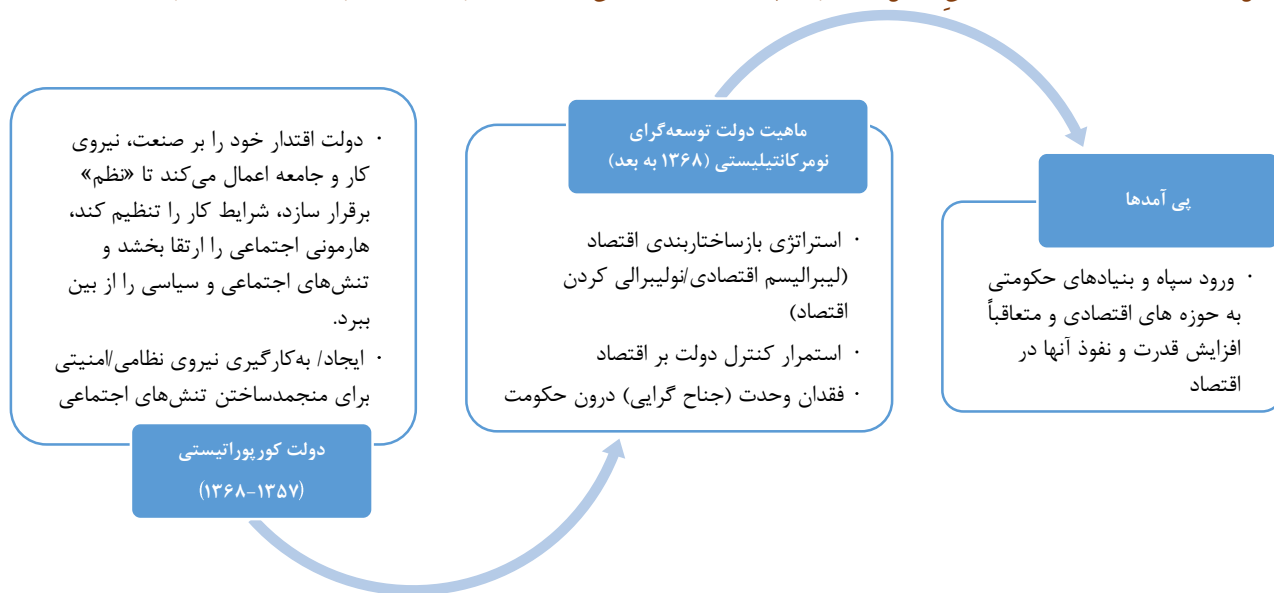 · دولت اقتدار خود را بر صنعت، نیروی
کار و جامعه اعمال می‌کند تا «نظم»
برقرار سازد، شرایط کار را تنظیم کند،
هارمونی اجتماعی را ارتقا بخشد و
تنش‌های اجتماعی و سیاسی را از بین
ببرد.
· ایجاد/ به‌کارگیری نیروی نظامی/امنیتی
برای منجمدساختن تنش‌های اجتماعی
دولت کورپوراتیستی
(۱۳۵۷-۱۳۶۸)
ماهیت دولت توسعه‌گرای
نومرکانتیلیستی (۱۳۶۸ به بعد)
· استراتژی بازساختاربندی اقتصاد
(لیبرالیسم اقتصادی/نولیبرالی کردن
اقتصاد)
· استمرار کنترل دولت بر اقتصاد
· فقدان وحدت (جناح گرایی) درون حکومت
پی آمدها
· ورود سپاه و بنیادهای حکومتی
به حوزه های اقتصادی و متعاقباً
افزایش قدرت و نفوذ آنها در
اقتصاد